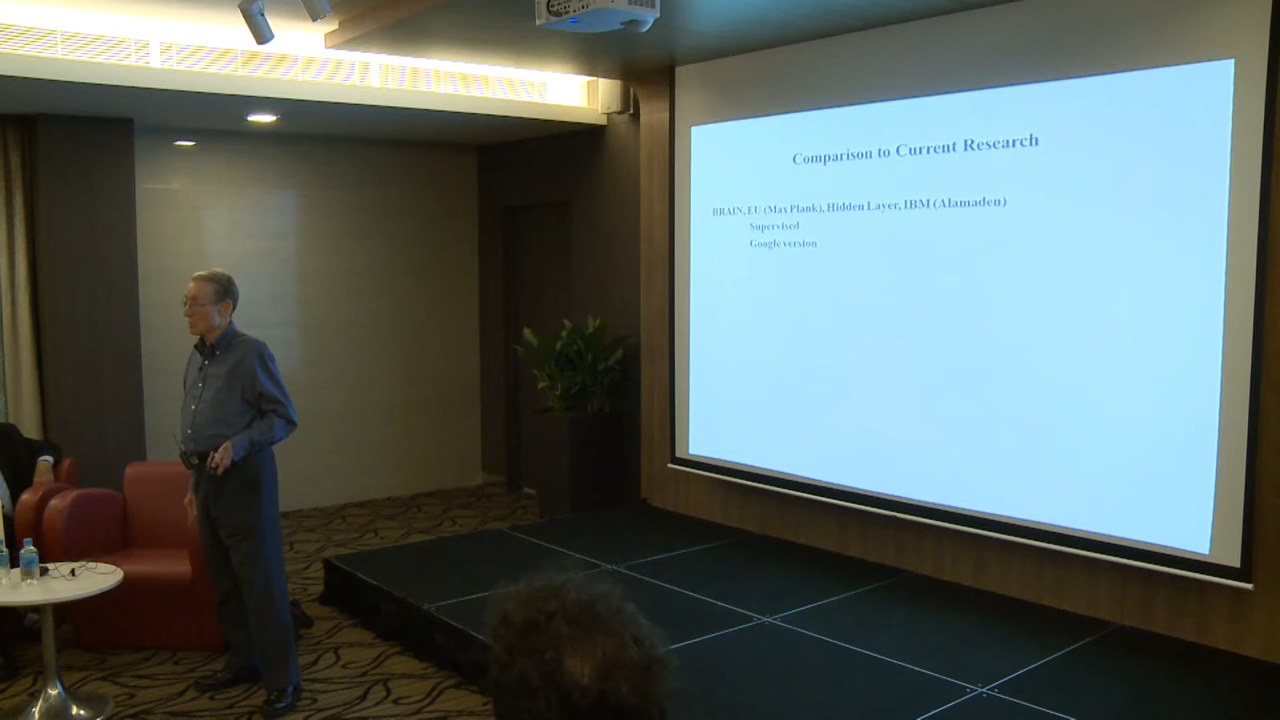 Comparison to Current Research
BRAIN, EU (Max Plank), Hidden Layer, IBM (Alamaden)
Supervised
Google version